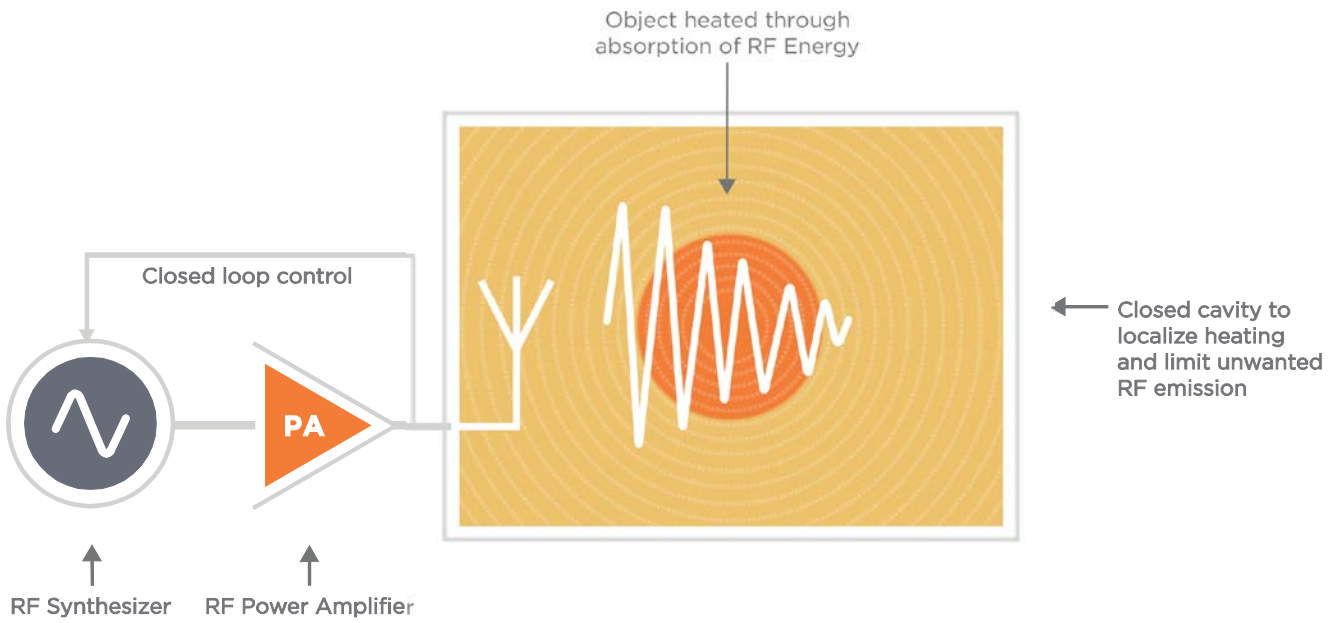 Object heated through
absorption of RF Energy
Closed loop control
PA
Closed cavity to
localize heating
and limit unwanted
RF emission
RF Synthesizer
RF Power Amplifier